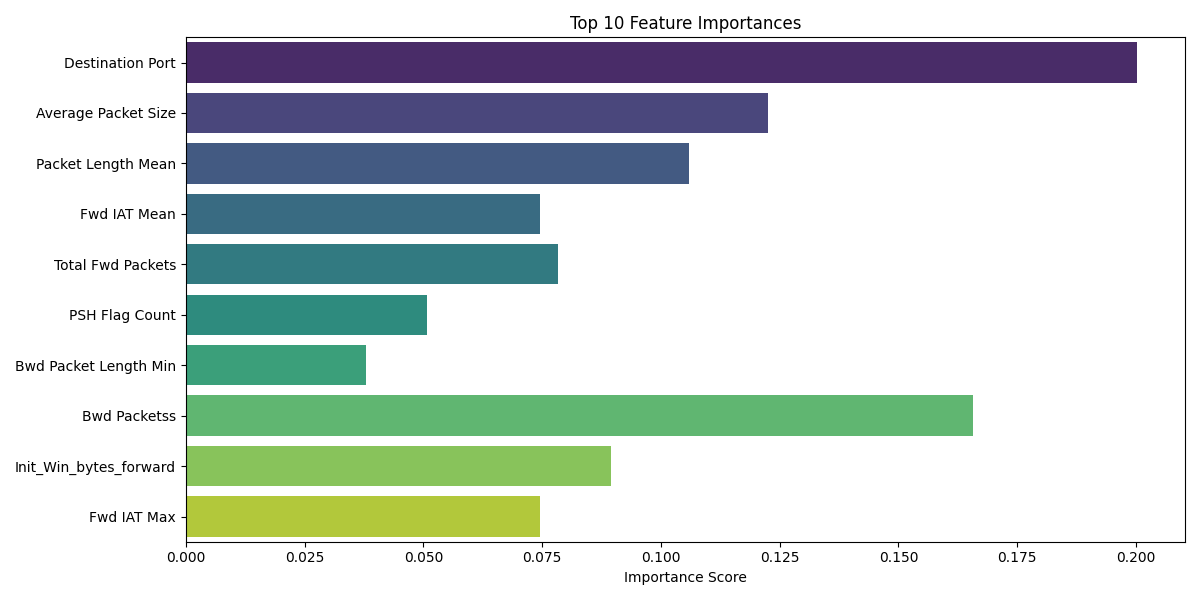 Top 10 Feature Importances
Destination Port
Average Packet Size
Packet Length Mean
Fwd IAT Mean
Total Fwd Packets
PSH Flag Count
Bwd Packet Length Min
Bwd Packetss
Init_Win_bytes_forward
Fwd IAT Max
0.000 0.025 0.050 0.075 0.100 0.125 0.150 0.175 0.200
Importance Score